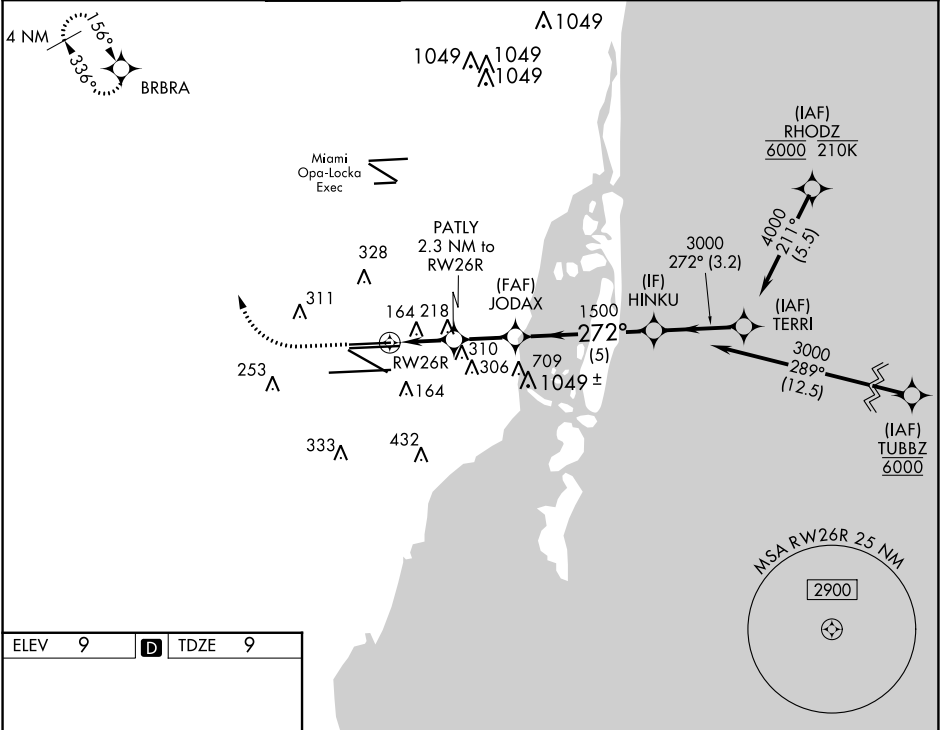 4 NM
156°
336°
BRBRA
1049
1049 1049
1049
Miami
Opa-Locka
Exec
(IAF)
RHODZ
6000 210K
4000
211°
(5.5)
PATLY
2.3 NM to
RW26R
328
311
(FAF)
JODAX
(IF)
HINKU
3000
272° (3.2)
(IAF)
TERRI
164 218
1500
272°
(5)
RW26R
310
306
709
1049 ±
253
164
3000
289°
(12.5)
(IAF)
TUBBZ
6000
333
432
MSA RW26R 25 NM
2900
ELEV 9 D TDZE 9